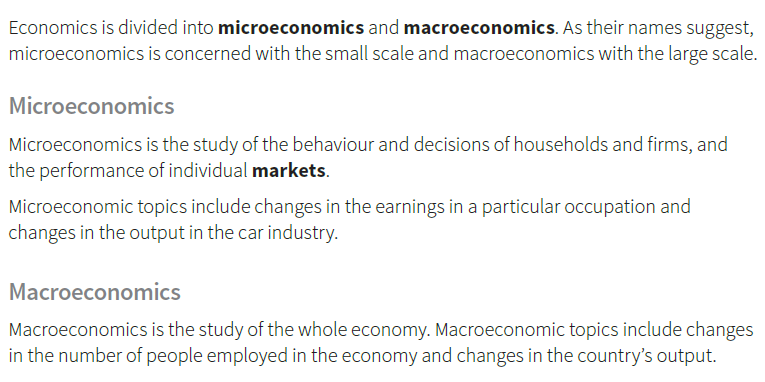 Economics is divided into microeconomics and macroeconomics. As their names suggest,
microeconomics is concerned with the small scale and macroeconomics with the large scale.
Microeconomics
Microeconomics is the study of the behaviour and decisions of households and firms, and
the performance of individual markets.
Microeconomic topics include changes in the earnings in a particular occupation and
changes in the output in the car industry.
Macroeconomics
Macroeconomics is the study of the whole economy. Macroeconomic topics include changes
in the number of people employed in the economy and changes in the country’s output.